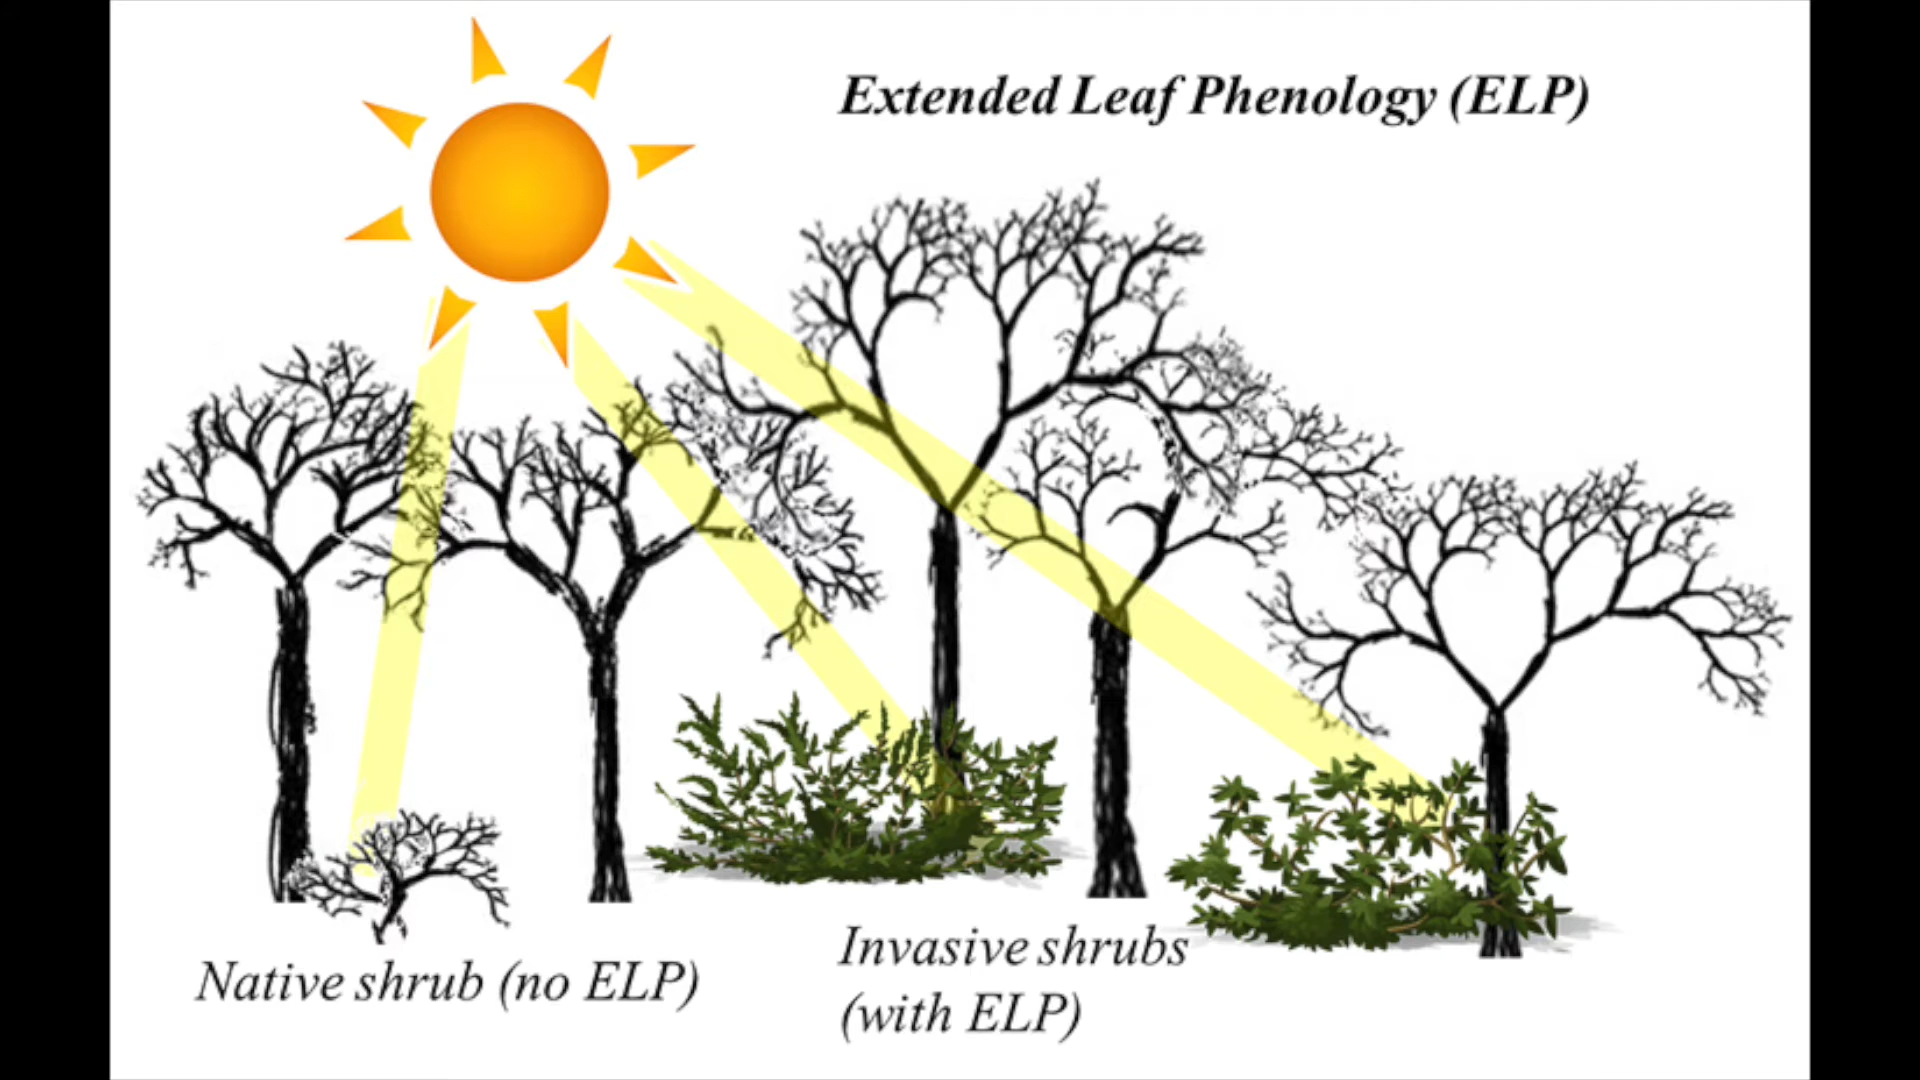 Extended Leaf Phenology (ELP)
Native shrub (no ELP)
Invasive shrubs
(with ELP)